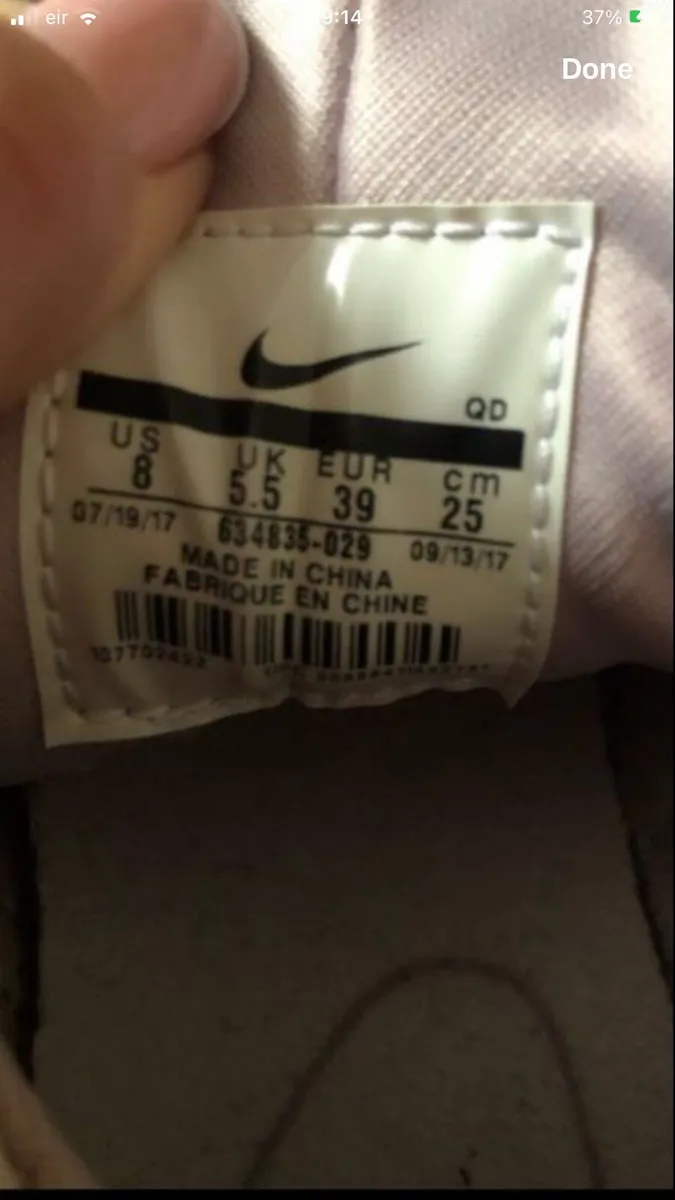 eir 9:14 37%
Done
QD
US UK EUR cm
8 5.5 39 25
07/19/17 634835-029 09/13/17
MADE IN CHINA
FABRIQUE EN CHINE